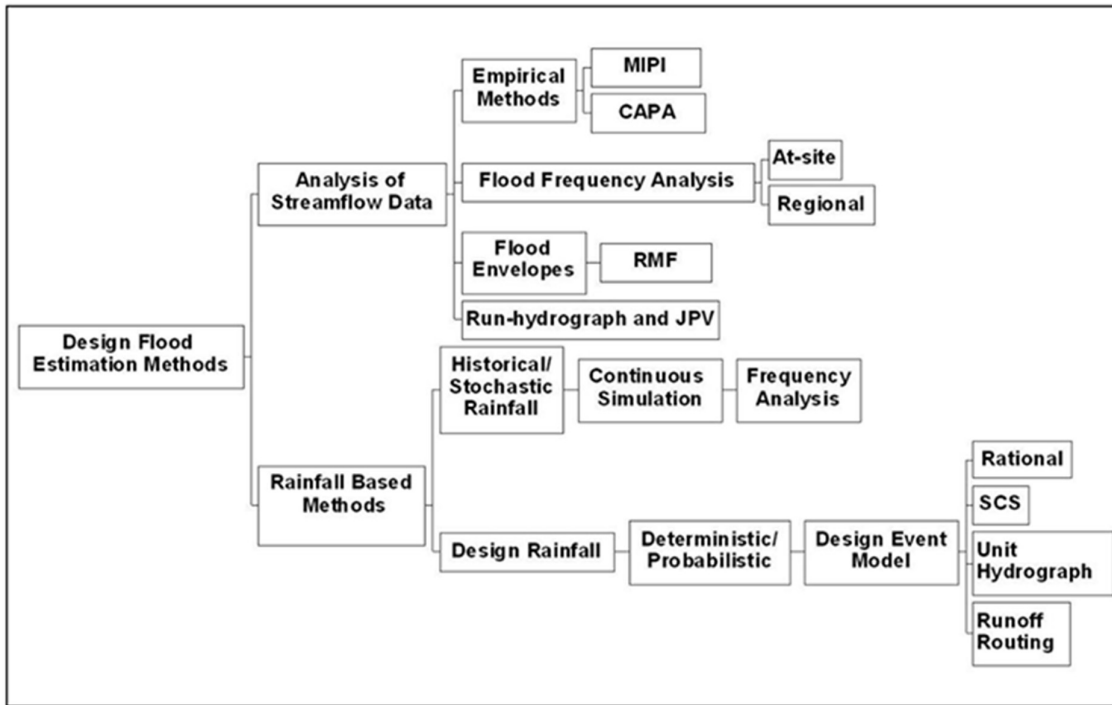 Design Flood
Estimation Methods
Analysis of
Streamflow Data
Empirical
Methods
MIPI
CAPA
Flood Frequency Analysis
At-site
Regional
Flood
Envelopes
RMF
Run-hydrograph and JPV
Rainfall Based
Methods
Historical/
Stochastic
Rainfall
Continuous
Simulation
Frequency
Analysis
Design Rainfall
Deterministic/
Probabilistic
Design Event
Model
Rational
SCS
Unit
Hydrograph
Runoff
Routing